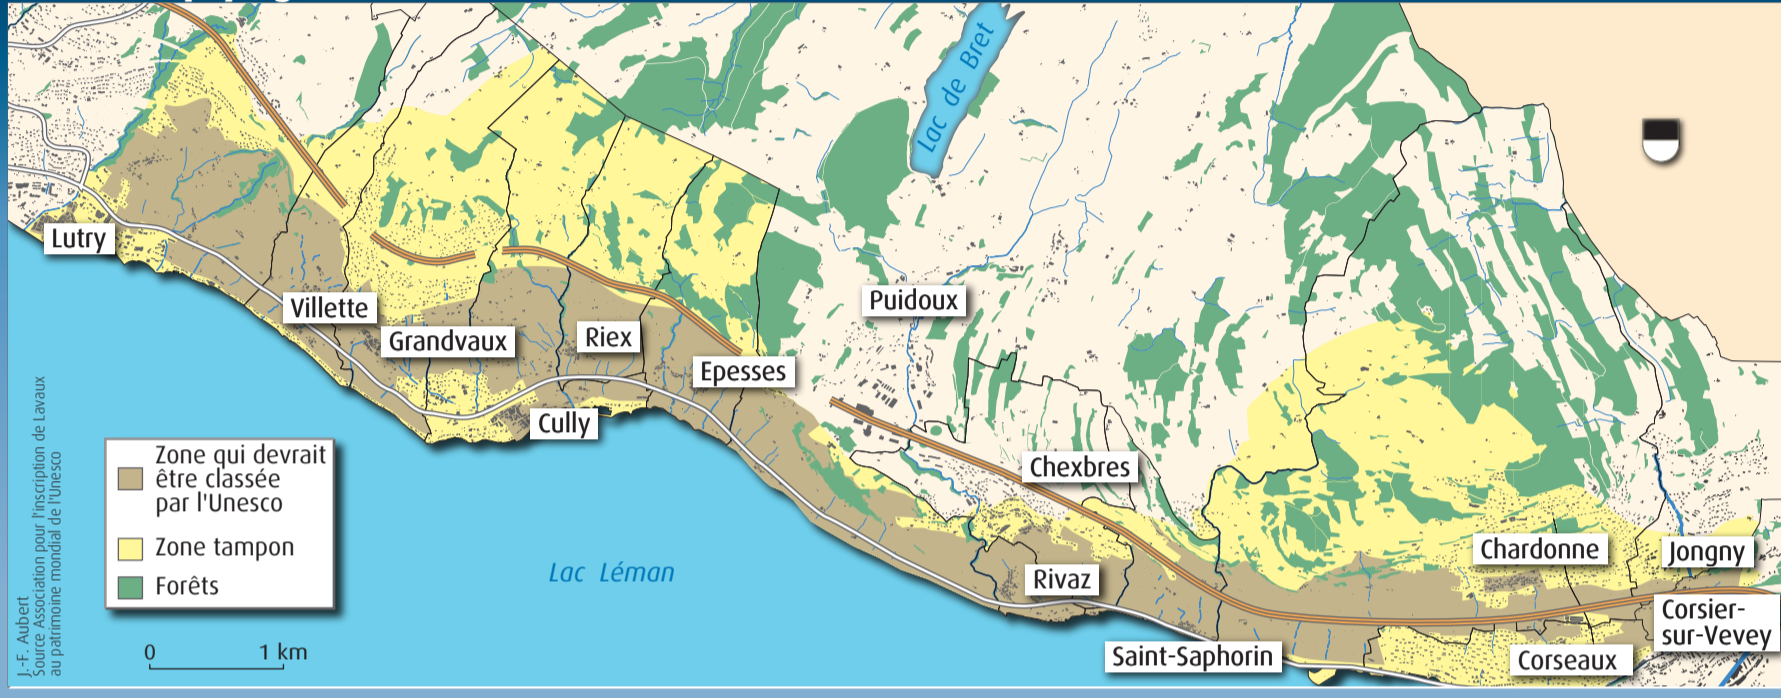 Lac de Bret
Lutry
Villette
Grandvaux
Riex
Epesses
Cully
Puidoux
Chexbres
Rivaz
Saint-Saphorin
Chardonne
Jongny
Corsier-
sur-Vevey
Corseaux
Lac Léman
Zone qui devrait
être classée
par l'Unesco
Zone tampon
Forêts
0 1 km
J.-F. Aubert
Source Association pour l'inscription de Lavaux
au patrimoine mondial de l'Unesco